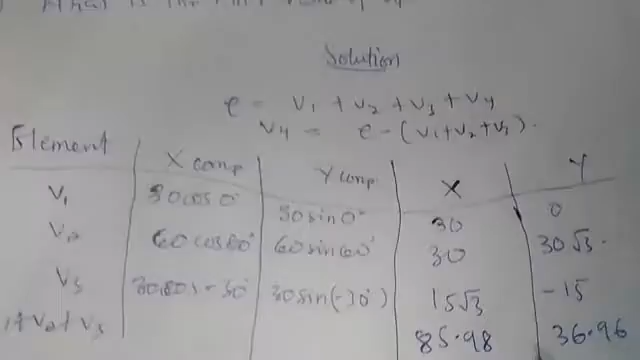 Solution
e = V₁ + V₂ + V₃ + V₄
V₄ = e - (V₁+V₂+V₃).
Element X comp Y comp X Y
V₁ 30cos0° 30sin0° 30 0
V₂ 60cos60° 60sin60° 30 30√3.
V₃ 30cos-30° 30sin(-30°) 15√3 -15
V₂+V₃ 85.98 36.96